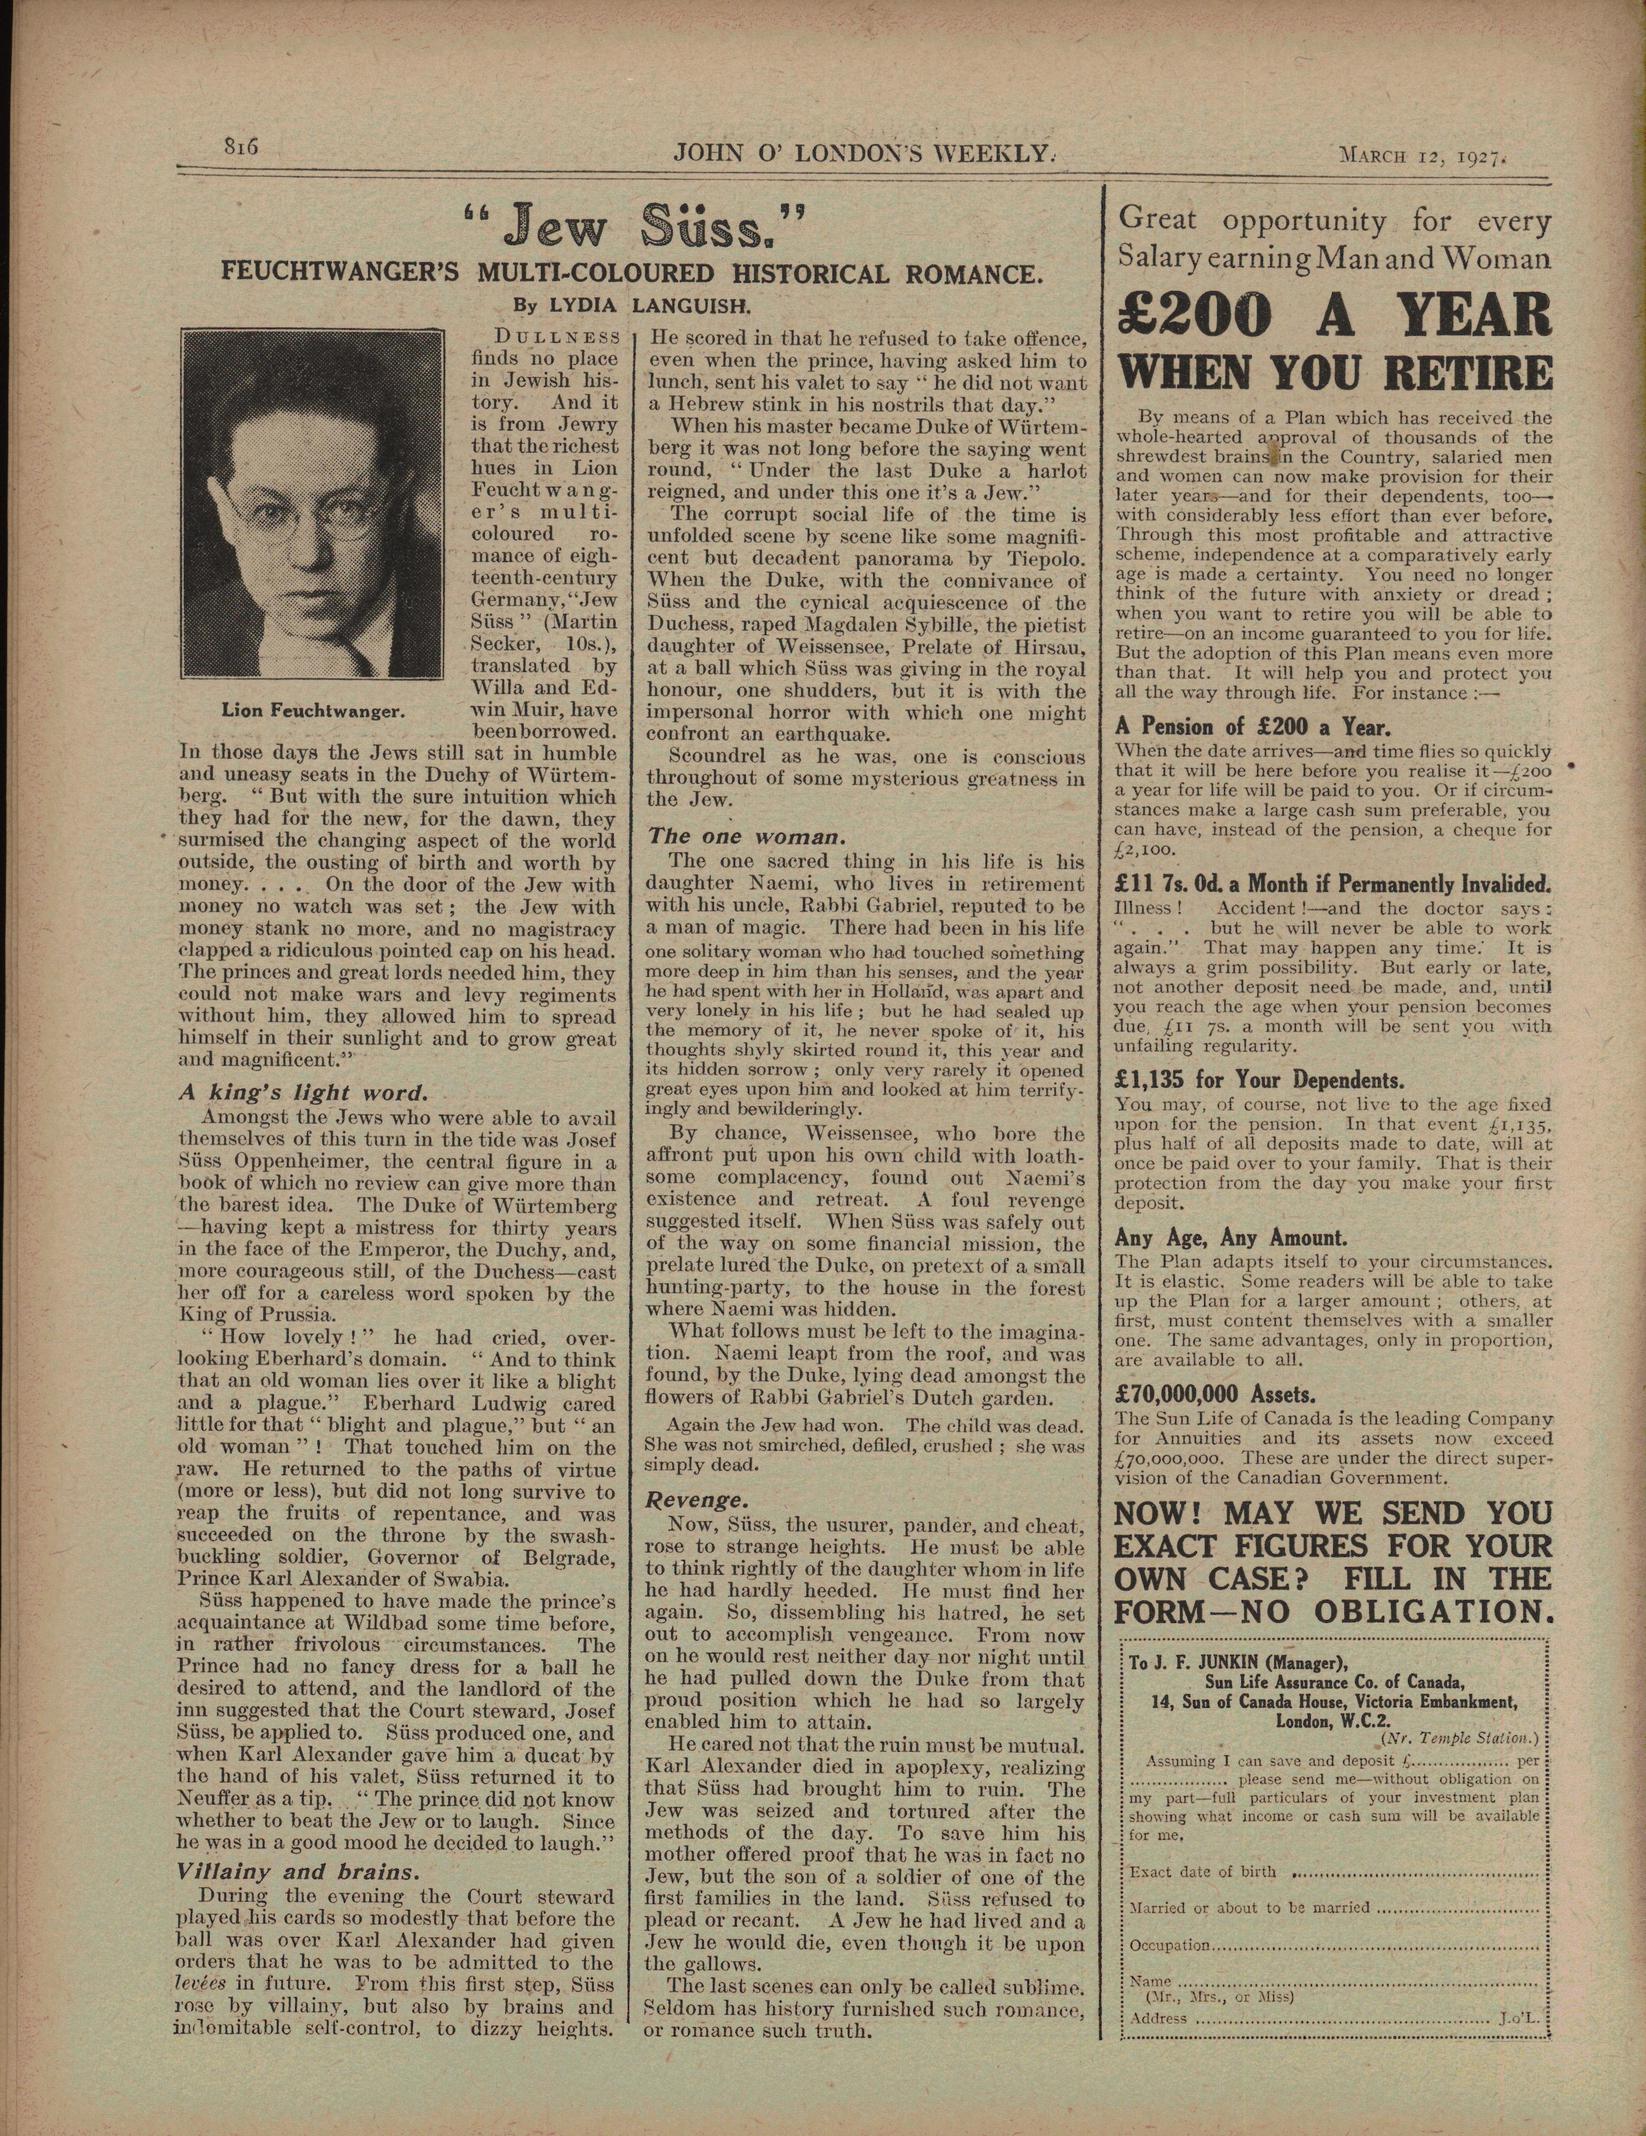 816
JOHN O' LONDON'S WEEKLY.
MARCH 12, 1927.
"Jew Süss."
FEUCHTWANGER'S MULTI-COLOURED HISTORICAL ROMANCE.
By LYDIA LANGUISH.
Lion Feuchtwanger.
DULLNESS
finds no place
in Jewish his-
tory. And it
is from Jewry
that the richest
hues in Lion
Feuchtwang-
er's multi-
coloured ro-
mance of eigh-
teenth-century
Germany, "Jew
Süss" (Martin
Secker, 10s.),
translated by
Willa and Ed-
win Muir, have
been borrowed.
In those days the Jews still sat in humble
and uneasy seats in the Duchy of Würtem-
berg. "But with the sure intuition which
they had for the new, for the dawn, they
surmised the changing aspect of the world
outside, the ousting of birth and worth by
money. . . . On the door of the Jew with
money no watch was set; the Jew with
money stank no more, and no magistracy
clapped a ridiculous pointed cap on his head.
The princes and great lords needed him, they
could not make wars and levy regiments
without him, they allowed him to spread
himself in their sunlight and to grow great
and magnificent."
A king's light word.
Amongst the Jews who were able to avail
themselves of this turn in the tide was Josef
Süss Oppenheimer, the central figure in a
book of which no review can give more than
the barest idea. The Duke of Würtemberg
—having kept a mistress for thirty years
in the face of the Emperor, the Duchy, and,
more courageous still, of the Duchess—cast
her off for a careless word spoken by the
King of Prussia.
"How lovely!" he had cried, over-
looking Eberhard's domain. "And to think
that an old woman lies over it like a blight
and a plague." Eberhard Ludwig cared
little for that "blight and plague," but "an
old woman"! That touched him on the
raw. He returned to the paths of virtue
(more or less), but did not long survive to
reap the fruits of repentance, and was
succeeded on the throne by the swash-
buckling soldier, Governor of Belgrade,
Prince Karl Alexander of Swabia.
Süss happened to have made the prince's
acquaintance at Wildbad some time before,
in rather frivolous circumstances. The
Prince had no fancy dress for a ball he
desired to attend, and the landlord of the
inn suggested that the Court steward, Josef
Süss, be applied to. Süss produced one, and
when Karl Alexander gave him a ducat by
the hand of his valet, Süss returned it to
Neuffer as a tip. "The prince did not know
whether to beat the Jew or to laugh. Since
he was in a good mood he decided to laugh."
Villainy and brains.
During the evening the Court steward
played his cards so modestly that before the
ball was over Karl Alexander had given
orders that he was to be admitted to the
levées in future. From this first step, Süss
rose by villainy, but also by brains and
indomitable self-control, to dizzy heights.
He scored in that he refused to take offence,
even when the prince, having asked him to
lunch, sent his valet to say "he did not want
a Hebrew stink in his nostrils that day."
When his master became Duke of Würtem-
berg it was not long before the saying went
round, "Under the last Duke a harlot
reigned, and under this one it's a Jew."
The corrupt social life of the time is
unfolded scene by scene like some magnifi-
cent but decadent panorama by Tiepolo.
When the Duke, with the connivance of
Süss and the cynical acquiescence of the
Duchess, raped Magdalen Sybille, the pietist
daughter of Weissensee, Prelate of Hirsau,
at a ball which Süss was giving in the royal
honour, one shudders, but it is with the
impersonal horror with which one might
confront an earthquake.
Scoundrel as he was, one is conscious
throughout of some mysterious greatness in
the Jew.
The one woman.
The one sacred thing in his life is his
daughter Naemi, who lives in retirement
with his uncle, Rabbi Gabriel, reputed to be
a man of magic. There had been in his life
one solitary woman who had touched something
more deep in him than his senses, and the year
he had spent with her in Holland, was apart and
very lonely in his life; but he had sealed up
the memory of it, he never spoke of it, his
thoughts shyly skirted round it, this year and
its hidden sorrow; only very rarely it opened
great eyes upon him and looked at him terrify-
ingly and bewilderingly.
By chance, Weissensee, who bore the
affront put upon his own child with loath-
some complacency, found out Naemi's
existence and retreat. A foul revenge
suggested itself. When Süss was safely out
of the way on some financial mission, the
prelate lured the Duke, on pretext of a small
hunting-party, to the house in the forest
where Naemi was hidden.
What follows must be left to the imagina-
tion. Naemi leapt from the roof, and was
found, by the Duke, lying dead amongst the
flowers of Rabbi Gabriel's Dutch garden.
Again the Jew had won. The child was dead.
She was not smirched, defiled, crushed; she was
simply dead.
Revenge.
Now, Süss, the usurer, pander, and cheat,
rose to strange heights. He must be able
to think rightly of the daughter whom in life
he had hardly heeded. He must find her
again. So, dissembling his hatred, he set
out to accomplish vengeance. From now
on he would rest neither day nor night until
he had pulled down the Duke from that
proud position which he had so largely
enabled him to attain.
He cared not that the ruin must be mutual.
Karl Alexander died in apoplexy, realizing
that Süss had brought him to ruin. The
Jew was seized and tortured after the
methods of the day. To save him his
mother offered proof that he was in fact no
Jew, but the son of a soldier of one of the
first families in the land. Süss refused to
plead or recant. A Jew he had lived and a
Jew he would die, even though it be upon
the gallows.
The last scenes can only be called sublime.
Seldom has history furnished such romance,
or romance such truth.
Great opportunity for every
Salary earning Man and Woman
£200 A YEAR
WHEN YOU RETIRE
By means of a Plan which has received the
whole-hearted approval of thousands of the
shrewdest brains in the Country, salaried men
and women can now make provision for their
later years—and for their dependents, too—
with considerably less effort than ever before.
Through this most profitable and attractive
scheme, independence at a comparatively early
age is made a certainty. You need no longer
think of the future with anxiety or dread;
when you want to retire you will be able to
retire—on an income guaranteed to you for life.
But the adoption of this Plan means even more
than that. It will help you and protect you
all the way through life. For instance:—
A Pension of £200 a Year.
When the date arrives—and time flies so quickly
that it will be here before you realise it—£200
a year for life will be paid to you. Or if circum-
stances make a large cash sum preferable, you
can have, instead of the pension, a cheque for
£2,100.
£11 7s. 0d. a Month if Permanently Invalided.
Illness! Accident!—and the doctor says:
". . . but he will never be able to work
again." That may happen any time. It is
always a grim possibility. But early or late,
not another deposit need be made, and, until
you reach the age when your pension becomes
due, £11 7s. a month will be sent you with
unfailing regularity.
£1,135 for Your Dependents.
You may, of course, not live to the age fixed
upon for the pension. In that event £1,135,
plus half of all deposits made to date, will at
once be paid over to your family. That is their
protection from the day you make your first
deposit.
Any Age, Any Amount.
The Plan adapts itself to your circumstances.
It is elastic. Some readers will be able to take
up the Plan for a larger amount; others, at
first, must content themselves with a smaller
one. The same advantages, only in proportion,
are available to all.
£70,000,000 Assets.
The Sun Life of Canada is the leading Company
for Annuities and its assets now exceed
£70,000,000. These are under the direct super-
vision of the Canadian Government.
NOW! MAY WE SEND YOU
EXACT FIGURES FOR YOUR
OWN CASE? FILL IN THE
FORM—NO OBLIGATION.
To J. F. JUNKIN (Manager),
Sun Life Assurance Co. of Canada,
14, Sun of Canada House, Victoria Embankment,
London, W.C.2.
(Nr. Temple Station.)
Assuming I can save and deposit £.................. per
.................. please send me—without obligation on
my part—full particulars of your investment plan
showing what income or cash sum will be available
for me.
Exact date of birth ..........................................
Married or about to be married ............................
Occupation..........................................................
Name ................................................................
(Mr., Mrs., or Miss)
Address ...................................................... J.o'L.